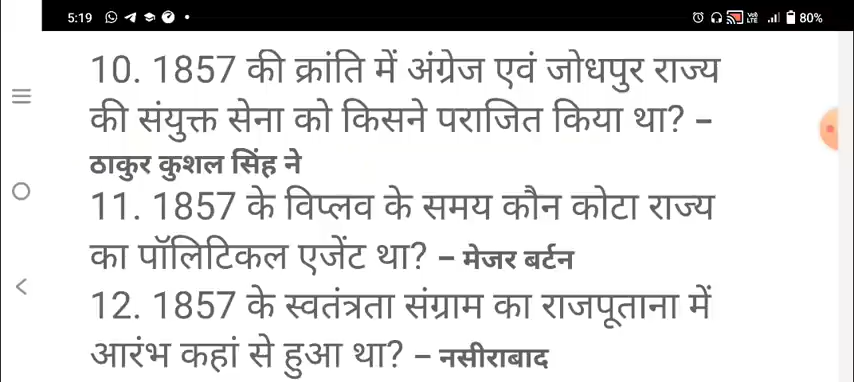 5:19
80%
10. 1857 की क्रांति में अंग्रेज एवं जोधपुर राज्य
की संयुक्त सेना को किसने पराजित किया था? –
ठाकुर कुशल सिंह ने
11. 1857 के विप्लव के समय कौन कोटा राज्य
का पॉलिटिकल एजेंट था? – मेजर बर्टन
12. 1857 के स्वतंत्रता संग्राम का राजपूताना में
आरंभ कहां से हुआ था? – नसीराबाद